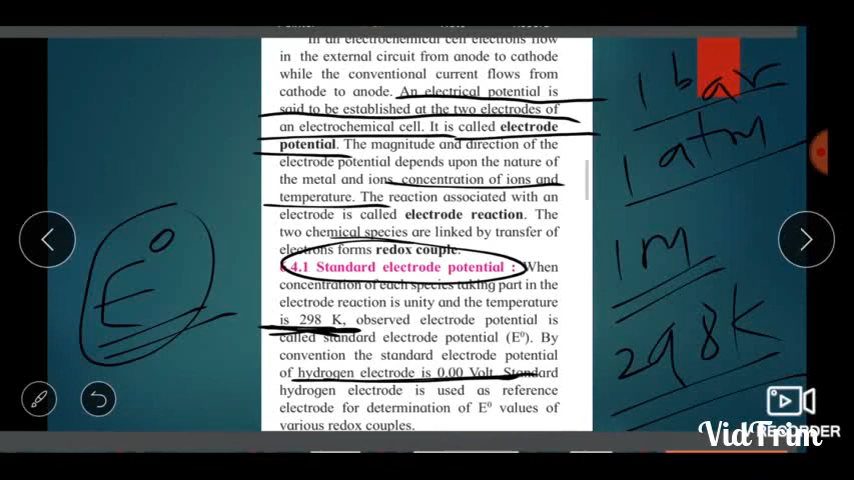 In an electrochemical cell electrons flow
in the external circuit from anode to cathode
while the conventional current flows from
cathode to anode. An electrical potential is
said to be established at the two electrodes of
an electrochemical cell. It is called electrode
potential. The magnitude and direction of the
electrode potential depends upon the nature of
the metal and ions, concentration of ions and
temperature. The reaction associated with an
electrode is called electrode reaction. The
two chemical species are linked by transfer of
electrons forms redox couple.
6.4.1 Standard electrode potential : When
concentration of each species taking part in the
electrode reaction is unity and the temperature
is 298 K, observed electrode potential is
called standard electrode potential (E⁰). By
convention the standard electrode potential
of hydrogen electrode is 0.00 Volt. Standard
hydrogen electrode is used as reference
electrode for determination of E⁰ values of
various redox couples.
E⁰
1 bar
1 atm
1 M
298K
RECORDER
VidTrim